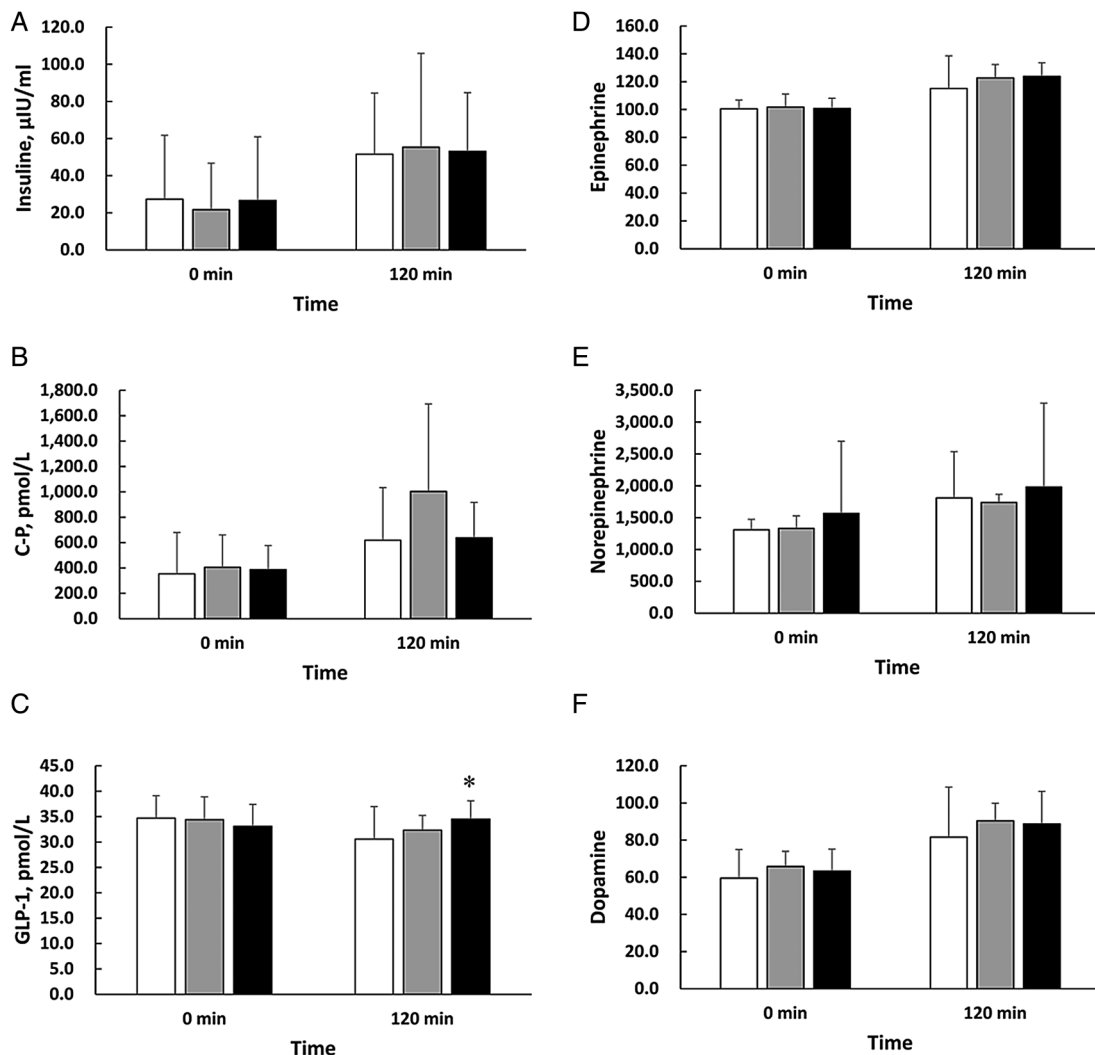 A
120.0
100.0
80.0
60.0
40.0
20.0
0.0
Insuline, µIU/ml
0 min 120 min
Time
B
1,800.0
1,600.0
1,400.0
1,200.0
1,000.0
800.0
600.0
400.0
200.0
0.0
C-P, pmol/L
0 min 120 min
Time
C
45.0
40.0
35.0
30.0
25.0
20.0
15.0
10.0
5.0
0.0
GLP-1, pmol/L
*
0 min 120 min
Time
D
160.0
140.0
120.0
100.0
80.0
60.0
40.0
20.0
0.0
Epinephrine
0 min 120 min
Time
E
3,500.0
3,000.0
2,500.0
2,000.0
1,500.0
1,000.0
500.0
0.0
Norepinephrine
0 min 120 min
Time
F
120.0
100.0
80.0
60.0
40.0
20.0
0.0
Dopamine
0 min 120 min
Time